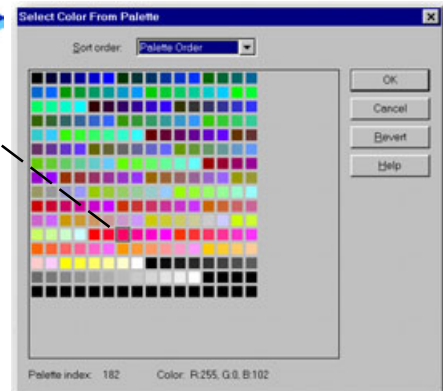 Select Color From Palette
Sort order: Palette Order
OK
Cancel
Revert
Help
Palette index: 182 Color: R:255, G:0, B:102